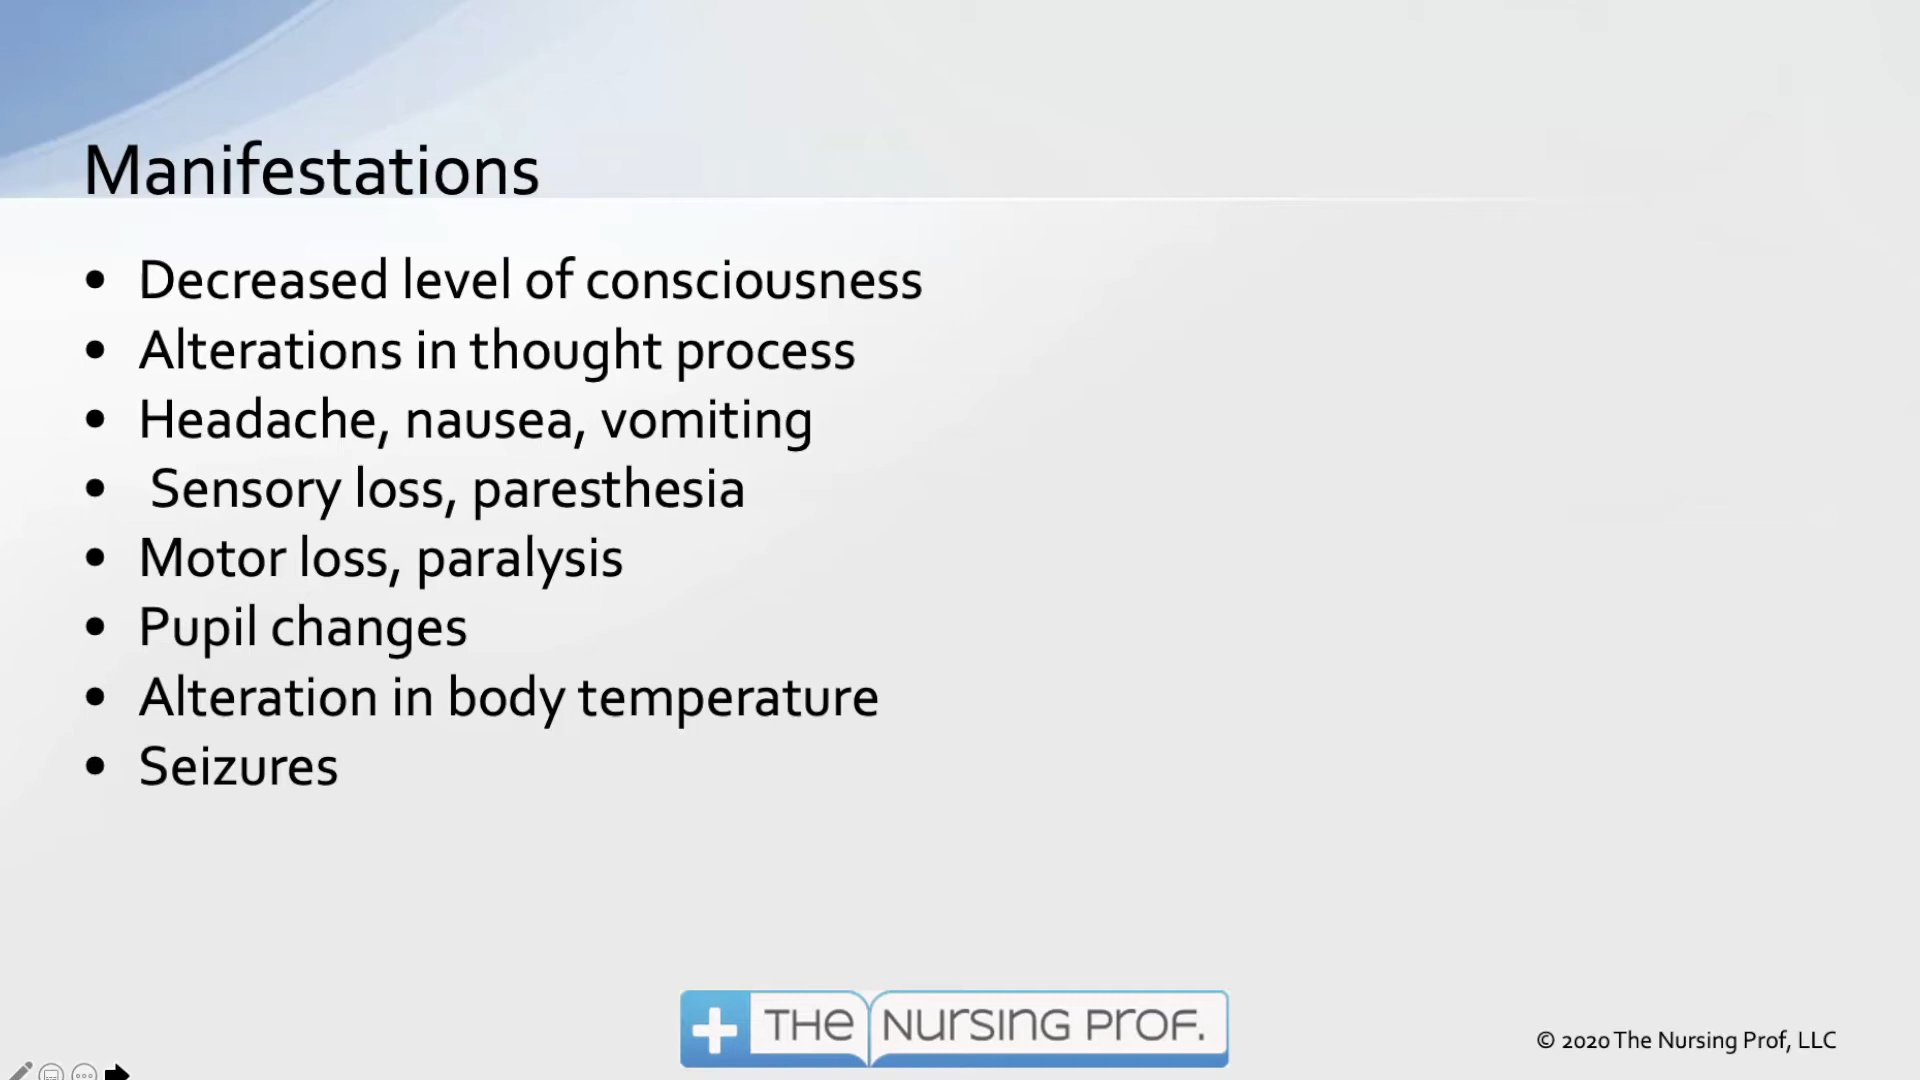 Manifestations
• Decreased level of consciousness
• Alterations in thought process
• Headache, nausea, vomiting
• Sensory loss, paresthesia
• Motor loss, paralysis
• Pupil changes
• Alteration in body temperature
• Seizures
THE NURSING PROF.
© 2020 The Nursing Prof, LLC